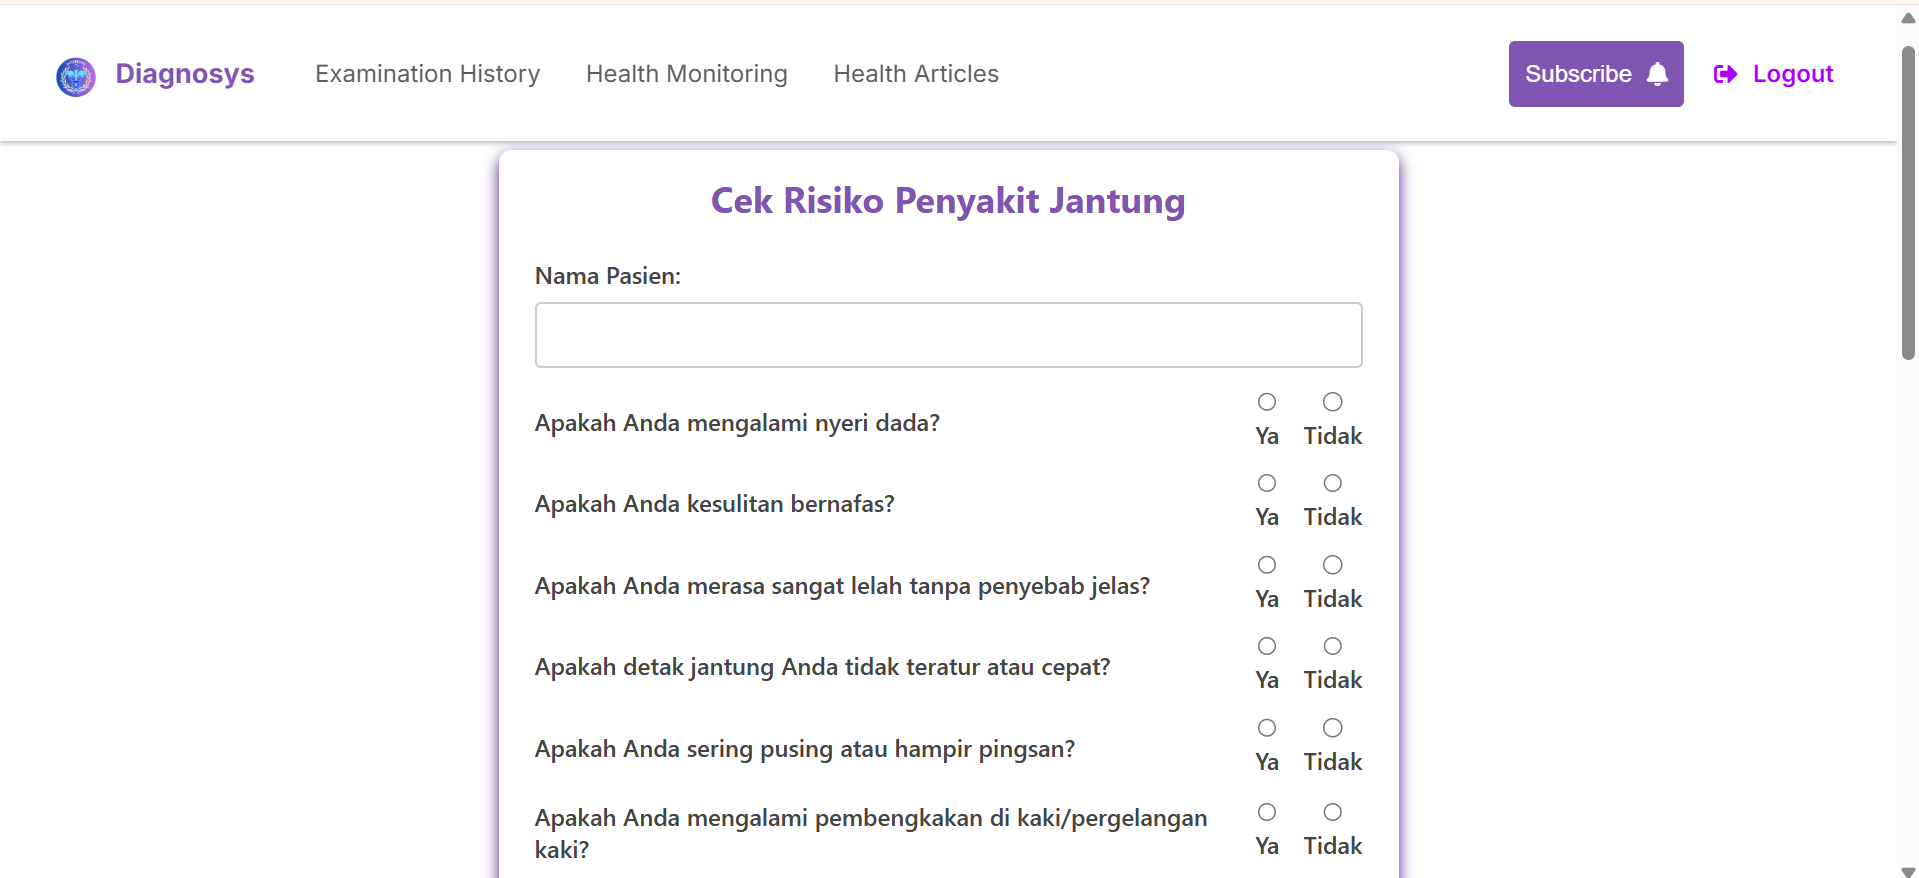 Diagnosys
Examination History
Health Monitoring
Health Articles
Subscribe
Logout
Cek Risiko Penyakit Jantung
Nama Pasien:
Apakah Anda mengalami nyeri dada?
Ya Tidak
Apakah Anda kesulitan bernafas?
Ya Tidak
Apakah Anda merasa sangat lelah tanpa penyebab jelas?
Ya Tidak
Apakah detak jantung Anda tidak teratur atau cepat?
Ya Tidak
Apakah Anda sering pusing atau hampir pingsan?
Ya Tidak
Apakah Anda mengalami pembengkakan di kaki/pergelangan
kaki?
Ya Tidak